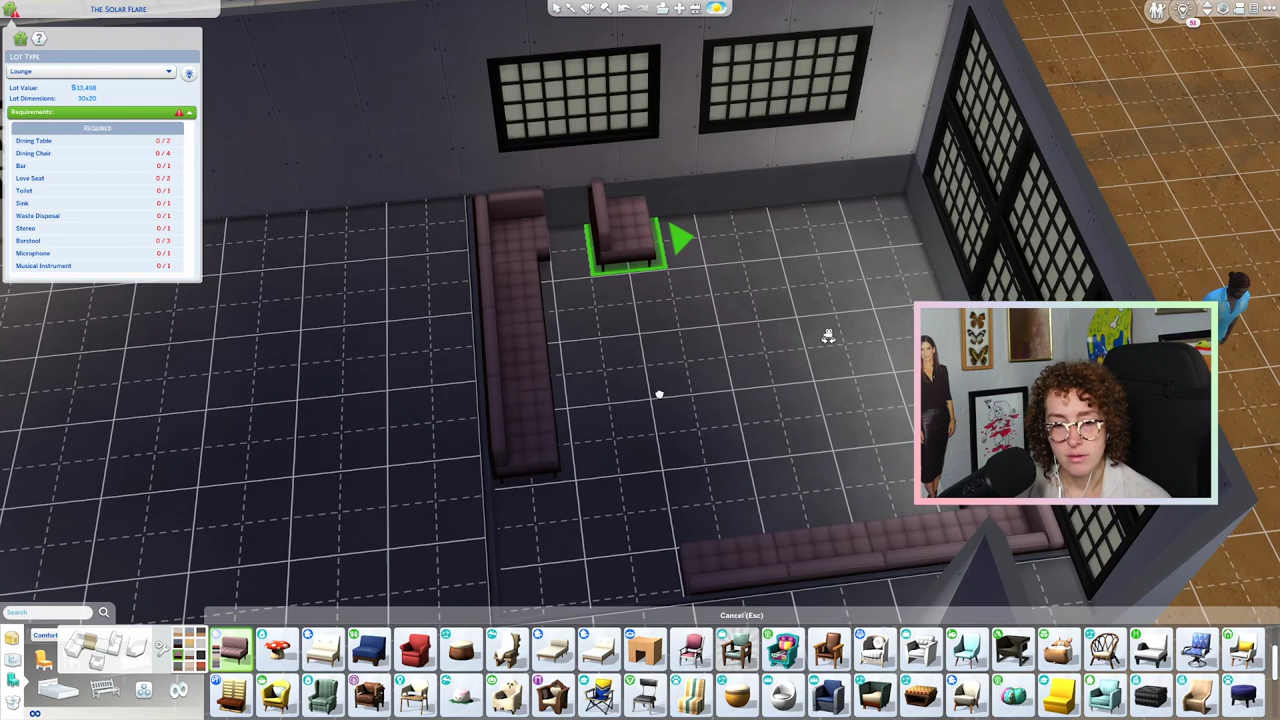 THE SOLAR FLARE
51
?
LOT TYPE
Lounge
Lot Value: $13,498
Lot Dimensions: 30x20
Requirements:
REQUIRED
Dining Table 0 / 2
Dining Chair 0 / 4
Bar 0 / 1
Love Seat 0 / 2
Toilet 0 / 1
Sink 0 / 1
Waste Disposal 0 / 1
Stereo 0 / 1
Barstool 0 / 3
Microphone 0 / 1
Musical Instrument 0 / 1
Search
Cancel (Esc)
Comfort